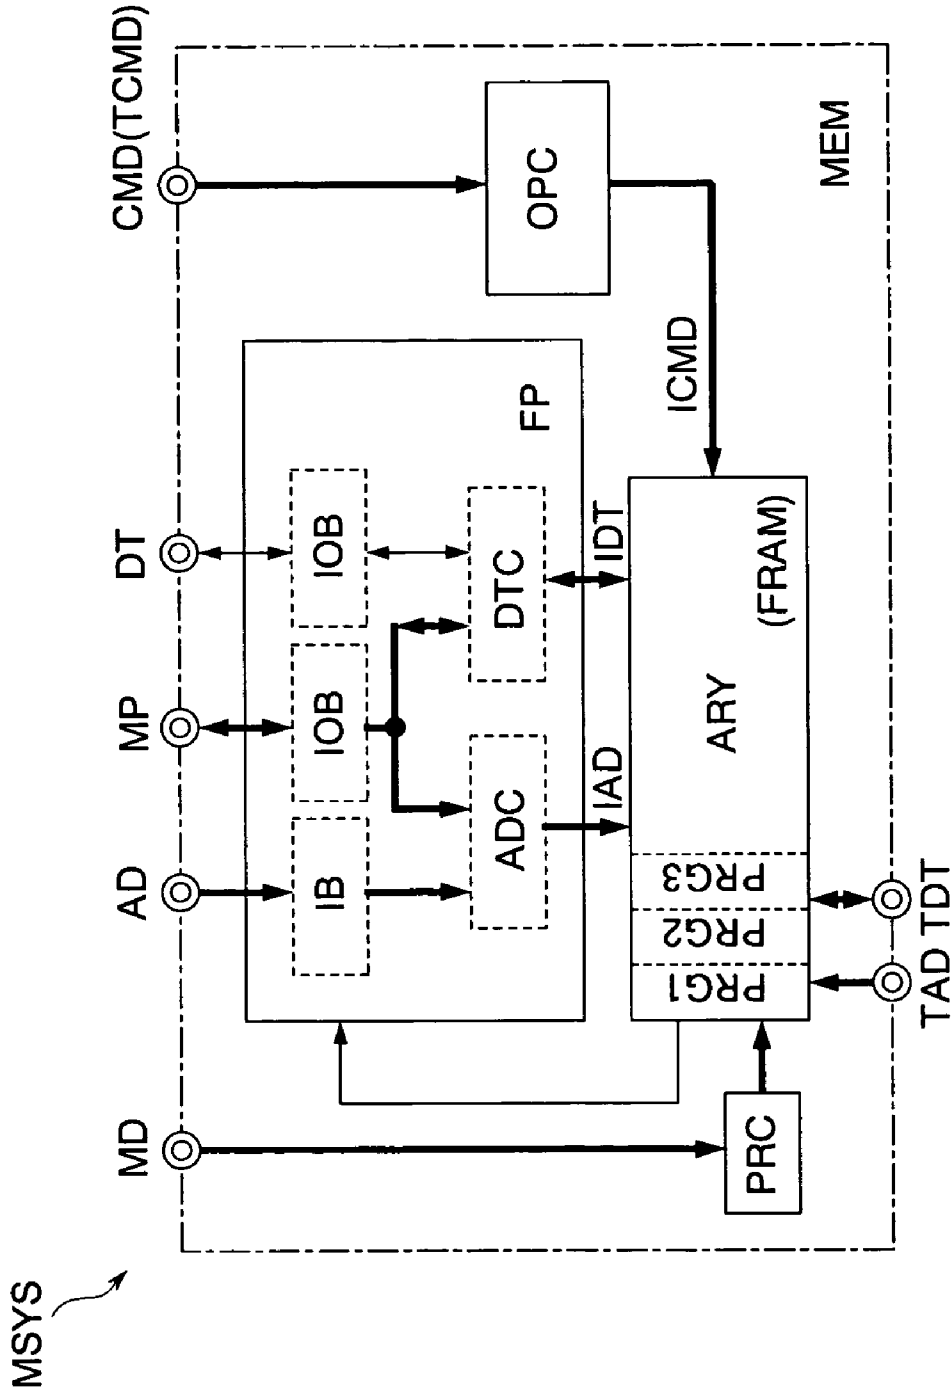 MSYS
MD
AD
MP
DT
CMD(TCMD)
IB
IOB
IOB
ADC
DTC
FP
OPC
IAD
IDT
ICMD
PRC
PRG1
PRG2
PRG3
ARY
(FRAM)
MEM
TAD
TDT